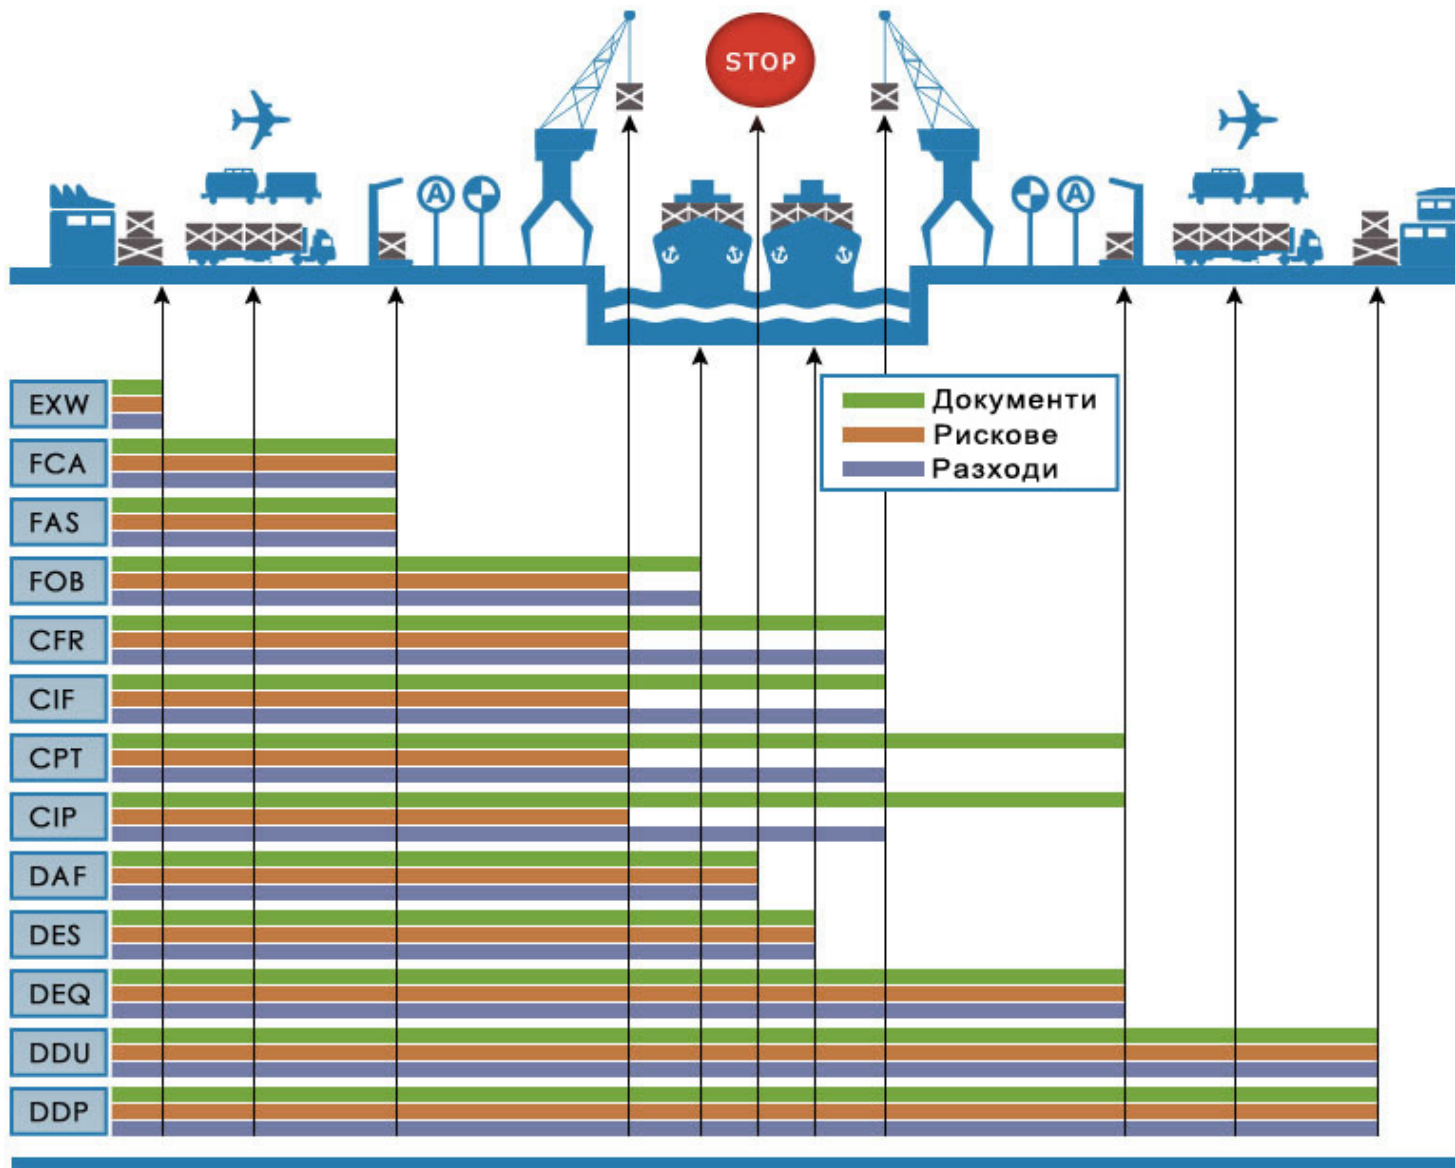 STOP
A
A
EXW
Документи
Рискове
Разходи
FCA
FAS
FOB
CFR
CIF
CPT
CIP
DAF
DES
DEQ
DDU
DDP